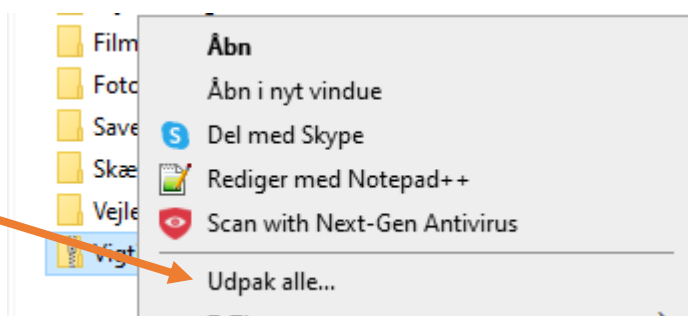 Film
Foto
Save
Skæ
Vejle
Vigt
Åbn
Åbn i nyt vindue
Del med Skype
Rediger med Notepad++
Scan with Next-Gen Antivirus
Udpak alle...